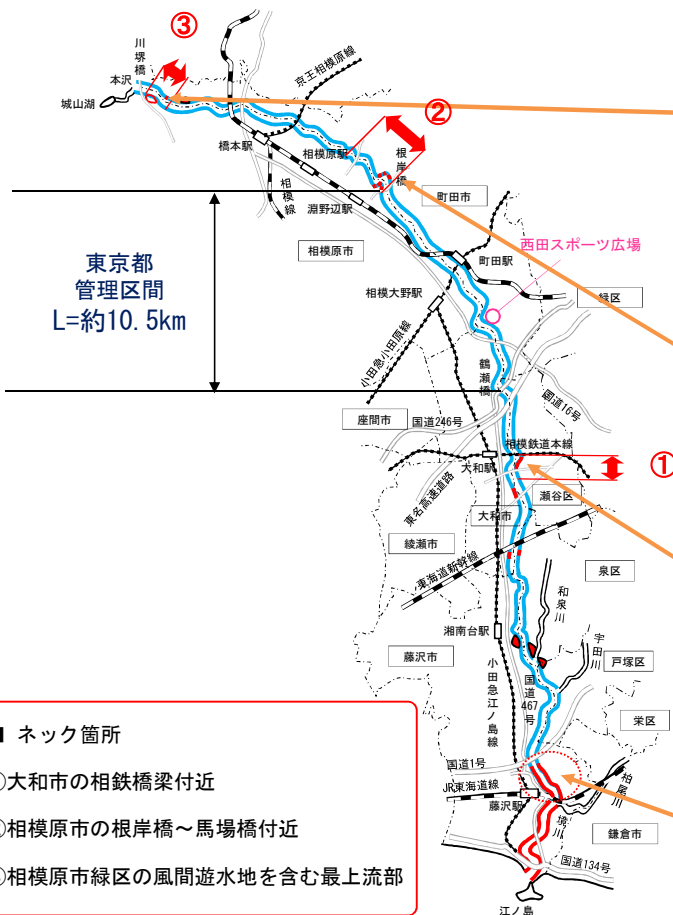 ③
川堺橋
本沢
城山湖
京王相模原線
②
橋本駅
相模原駅
根岸橋
相模線
淵野辺駅
町田市
相模原市
東京都
管理区間
L=約10.5km
西田スポーツ広場
町田駅
緑区
相模大野駅
小田急小田原線
鶴瀬橋
国道16号
座間市
国道246号
相模鉄道本線
大和駅
①
東名高速道路
瀬谷区
大和市
綾瀬市
東海道新幹線
泉区
和泉川
湘南台駅
宇田川
藤沢市
戸塚区
小田急江ノ島線
国道467号
栄区
国道1号
JR東海道線
柏尾川
藤沢駅
境川
鎌倉市
国道134号
江ノ島
ネック箇所
①大和市の相鉄橋梁付近
②相模原市の根岸橋～馬場橋付近
③相模原市緑区の風間遊水地を含む最上流部